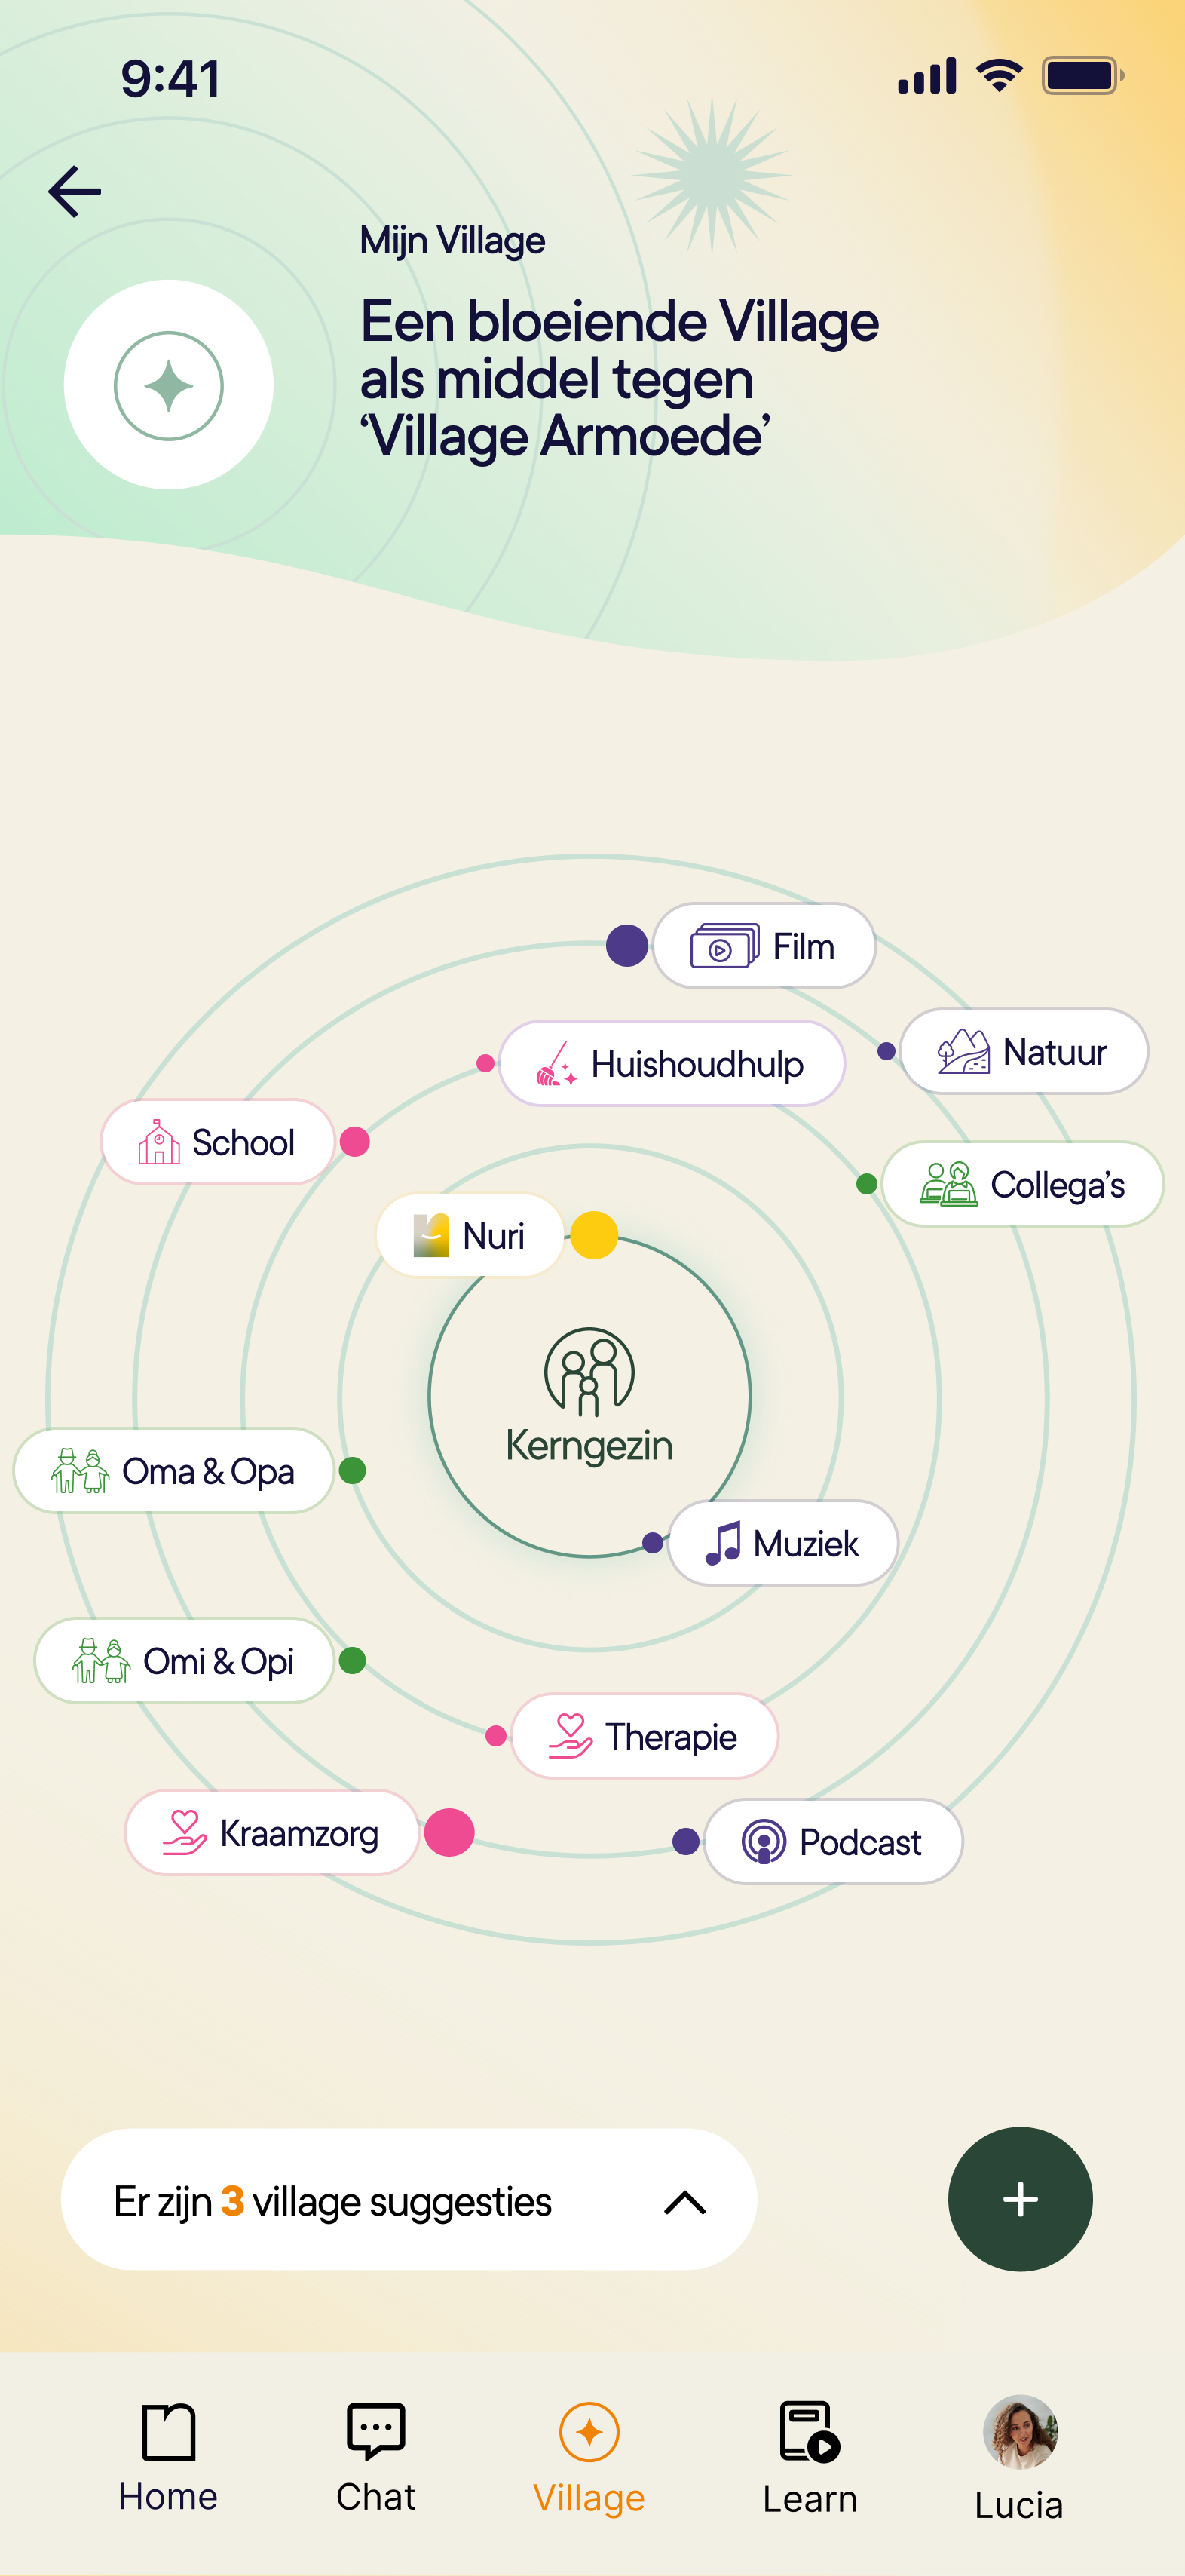 9:41
Mijn Village
Een bloeiende Village
als middel tegen
‘Village Armoede’
Film
Natuur
Huishoudhulp
School
Collega’s
Nuri
Kerngezin
Oma & Opa
Muziek
Omi & Opi
Therapie
Kraamzorg
Podcast
Er zijn 3 village suggesties
Home
Chat
Village
Learn
Lucia